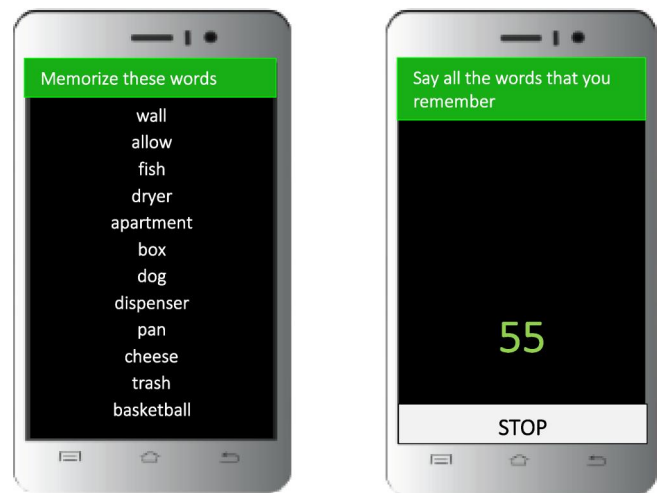 Memorize these words
wall
allow
fish
dryer
apartment
box
dog
dispenser
pan
cheese
trash
basketball
Say all the words that you
remember
55
STOP